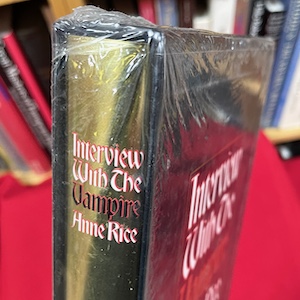 Interview
With The
Vampire
Anne Rice
Interview
With The